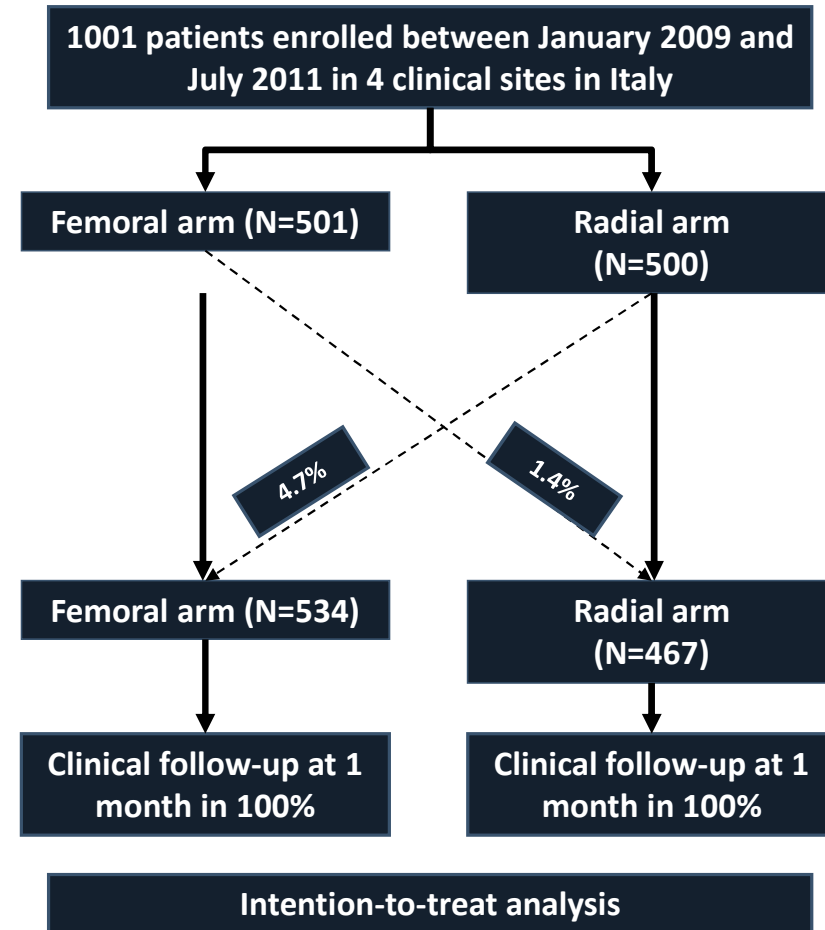 1001 patients enrolled between January 2009 and
July 2011 in 4 clinical sites in Italy
Femoral arm (N=501)
Radial arm
(N=500)
4.7%
1.4%
Femoral arm (N=534)
Radial arm
(N=467)
Clinical follow-up at 1
month in 100%
Clinical follow-up at 1
month in 100%
Intention-to-treat analysis